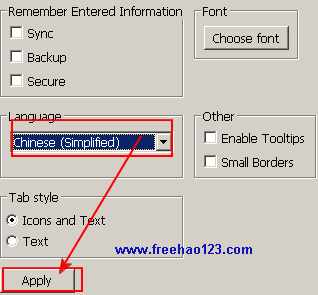 Remember Entered Information
Font
Sync
Choose font
Backup
Secure
Language
Other
Chinese (Simplified)
Enable Tooltips
Small Borders
Tab style
Icons and Text
Text
www.freehao123.com
Apply